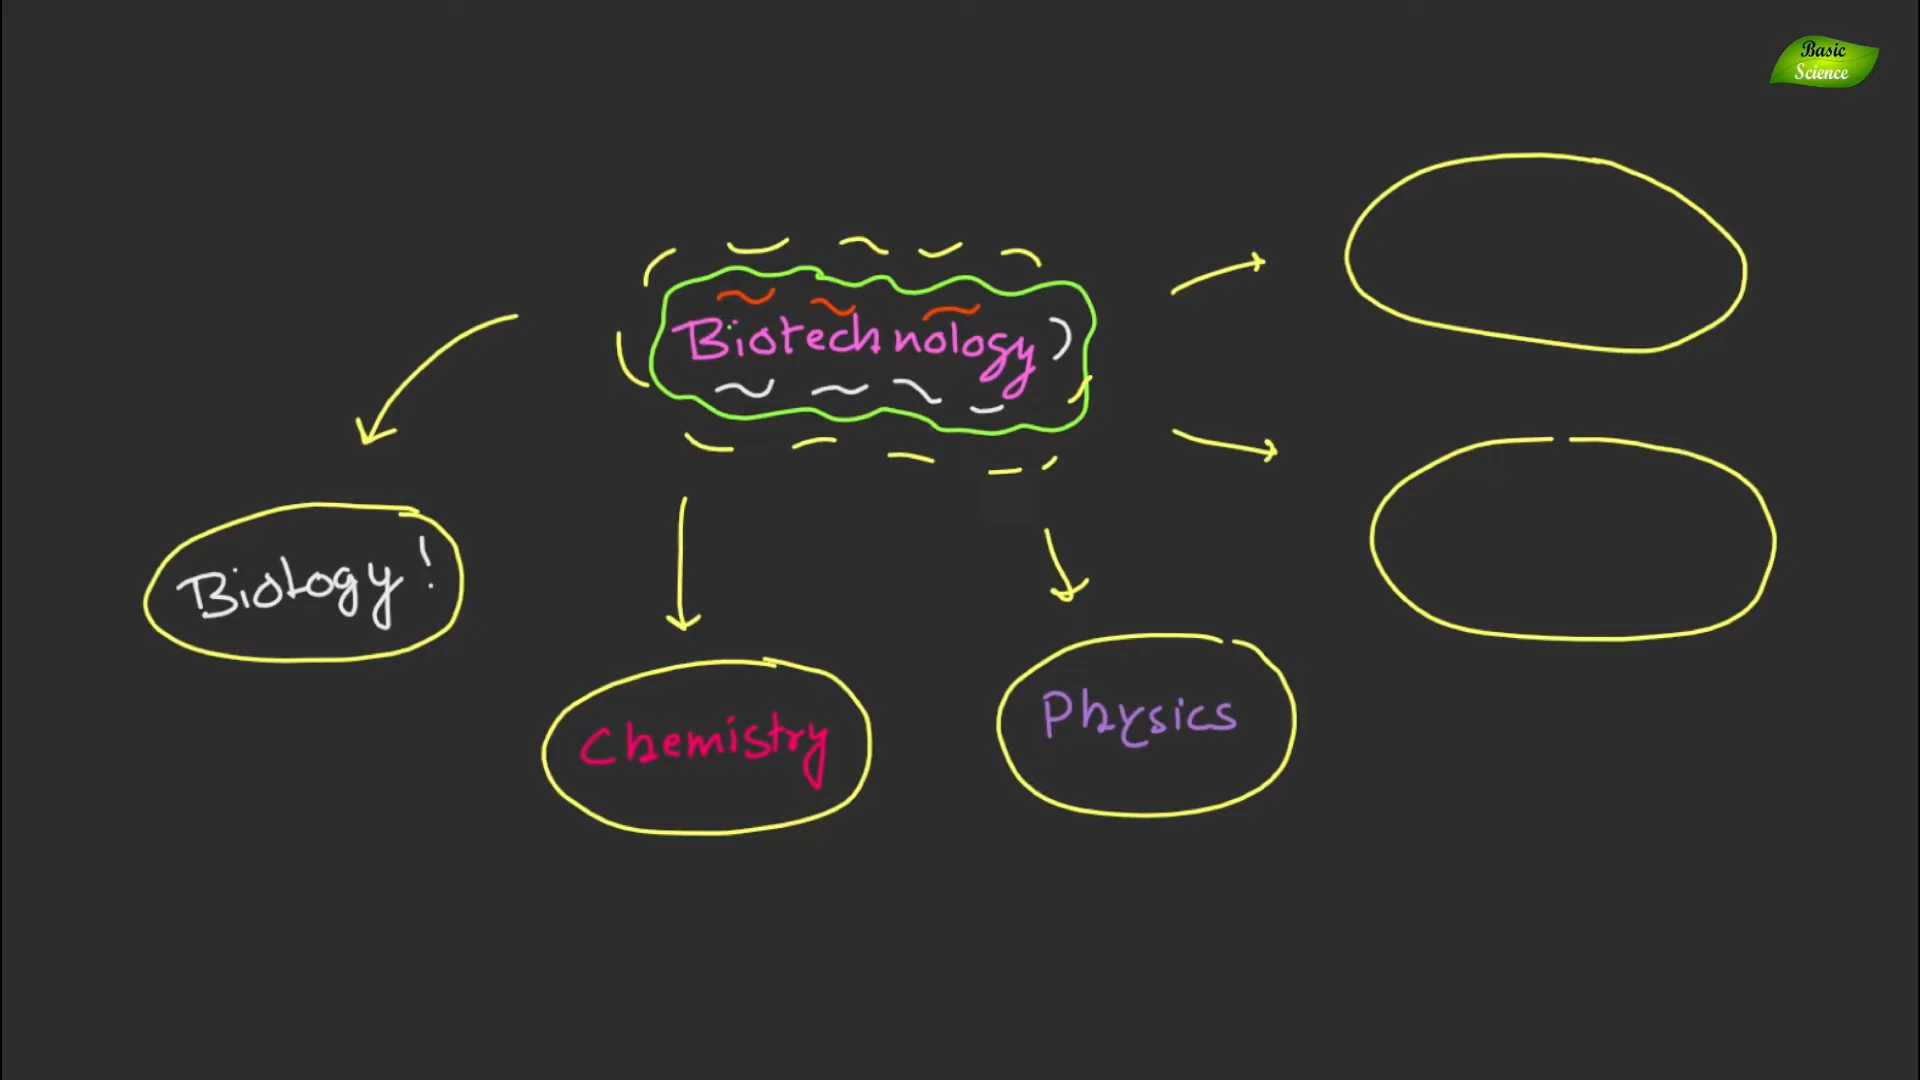 Basic
Science
Biotechnology
Biology!
Chemistry
Physics